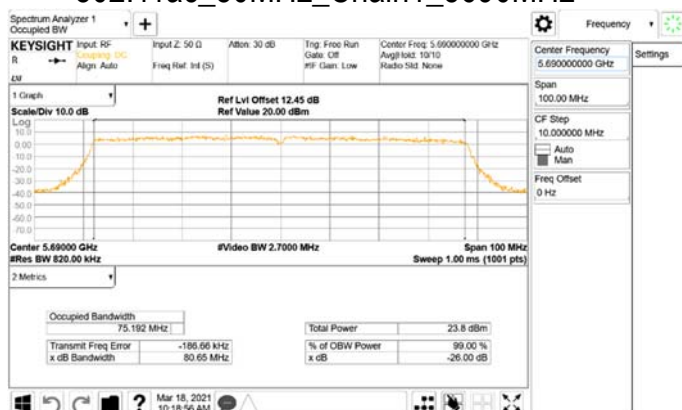 Spectrum Analyzer 1
Occupied BW
Frequency
KEYSIGHT
R
LM
Input: RF
Coupling: DC
Align: Auto
Input Z: 50 Ω
Freq Ref: Int (S)
Atten: 30 dB
Trig: Free Run
Gate: Off
#IF Gain: Low
Center Freq: 5.690000000 GHz
Avg|Hold: 10/10
Radio Std: None
Center Frequency
5.690000000 GHz
Settings
Span
100.00 MHz
CF Step
10.000000 MHz
Auto
Man
Freq Offset
0 Hz
1 Graph
Scale/Div 10.0 dB
Ref Lvl Offset 12.45 dB
Ref Value 20.00 dBm
Log
10.0
0.00
-10.0
-20.0
-30.0
-40.0
-50.0
-60.0
-70.0
Center 5.69000 GHz
#Video BW 2.7000 MHz
Span 100 MHz
#Res BW 820.00 kHz
Sweep 1.00 ms (1001 pts)
2 Metrics
Occupied Bandwidth
75.192 MHz
Total Power
23.8 dBm
Transmit Freq Error
-186.66 kHz
% of OBW Power
99.00 %
x dB Bandwidth
80.65 MHz
x dB
-26.00 dB
Mar 18, 2021
10:18:56 AM